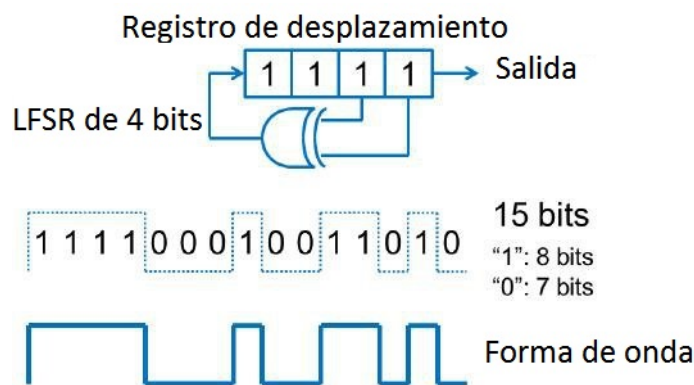 Registro de desplazamiento
1 1 1 1
Salida
LFSR de 4 bits
1 1 1 1 0 0 0 1 0 0 1 1 0 1 0
15 bits
“1”: 8 bits
“0”: 7 bits
Forma de onda